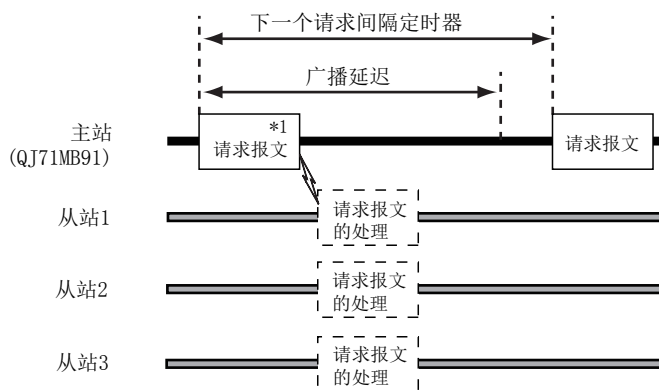 下一个请求间隔定时器
广播延迟
主站
(QJ71MB91)
*1
请求报文
请求报文
从站1
请求报文
的处理
从站2
请求报文
的处理
从站3
请求报文
的处理